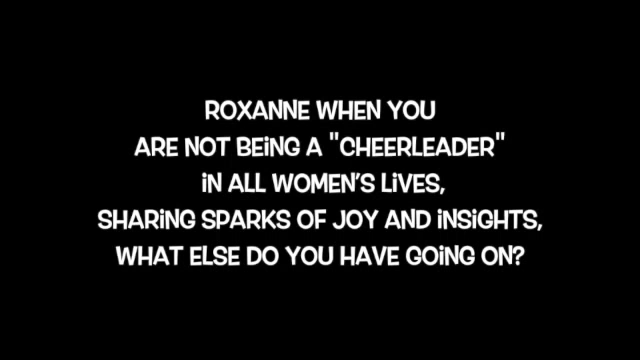 ROXANNE WHEN YOU
ARE NOT BEING A "CHEERLEADER"
IN ALL WOMEN'S LIVES,
SHARING SPARKS OF JOY AND INSIGHTS,
WHAT ELSE DO YOU HAVE GOING ON?